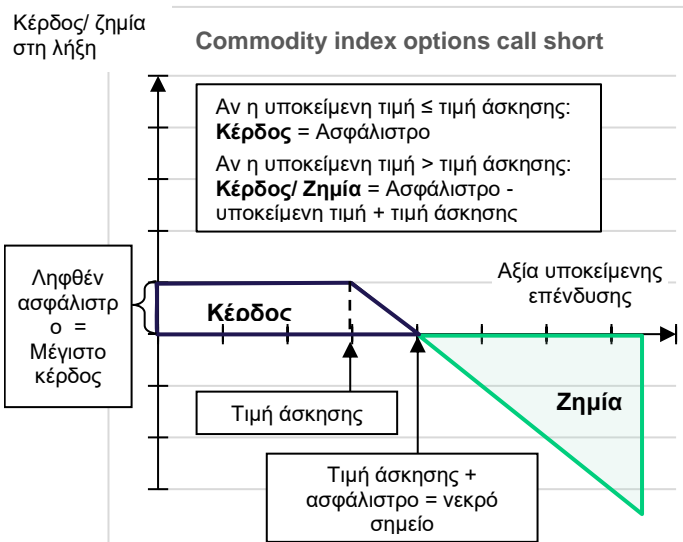 Κέρδος/ ζημία
στη λήξη
Commodity index options call short
Αν η υποκείμενη τιμή ≤ τιμή άσκησης:
Κέρδος = Ασφάλιστρο
Αν η υποκείμενη τιμή > τιμή άσκησης:
Κέρδος/ Ζημία = Ασφάλιστρο -
υποκείμενη τιμή + τιμή άσκησης
Ληφθέν
ασφάλιστρ
ο =
Μέγιστο
κέρδος
Κέρδος
Αξία υποκείμενης
επένδυσης
Τιμή άσκησης
Ζημία
Τιμή άσκησης +
ασφάλιστρο = νεκρό
σημείο